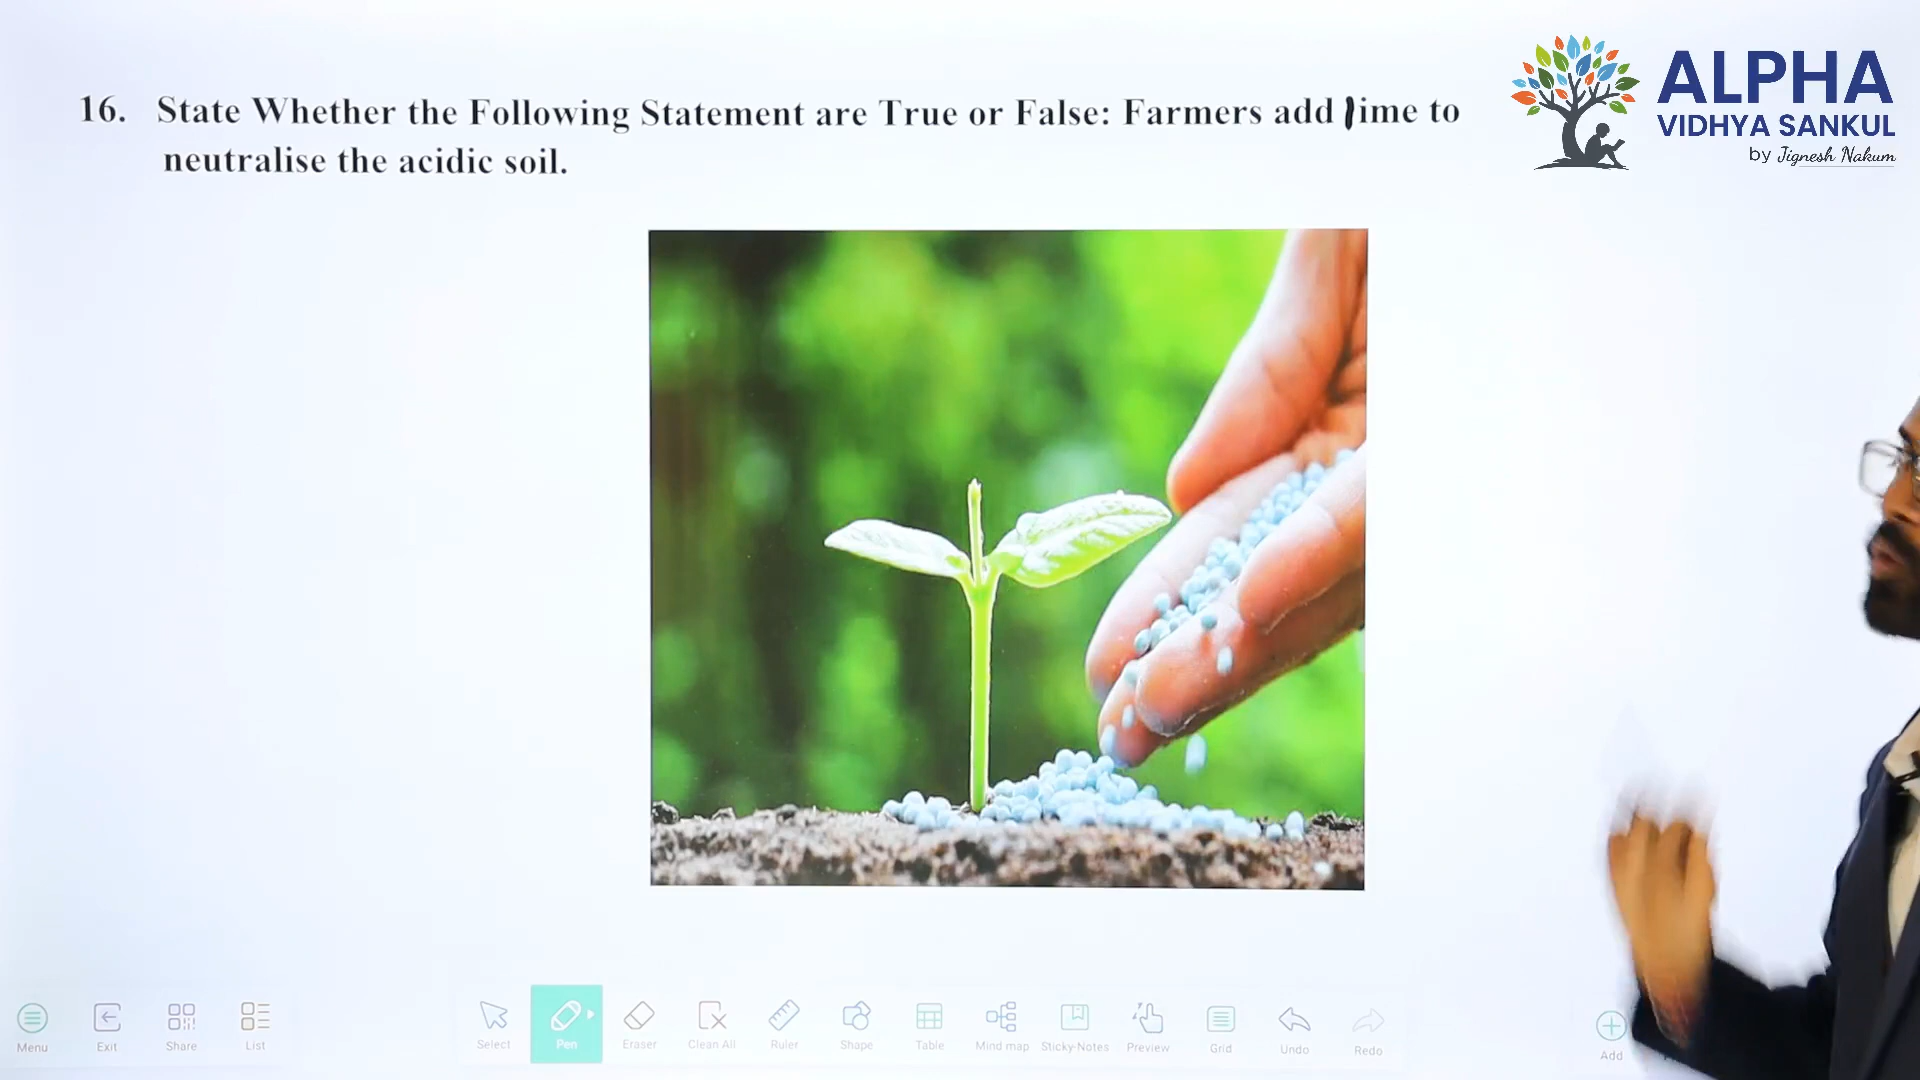 ALPHA
VIDHYA SANKUL
by Jignesh Nakum
16. State Whether the Following Statement are True or False: Farmers add lime to
neutralise the acidic soil.
Menu
Exit
Share
List
Select
Pen
Eraser
Clean All
Ruler
Shape
Table
Mind map
Sticky-Notes
Preview
Grid
Undo
Redo
Add